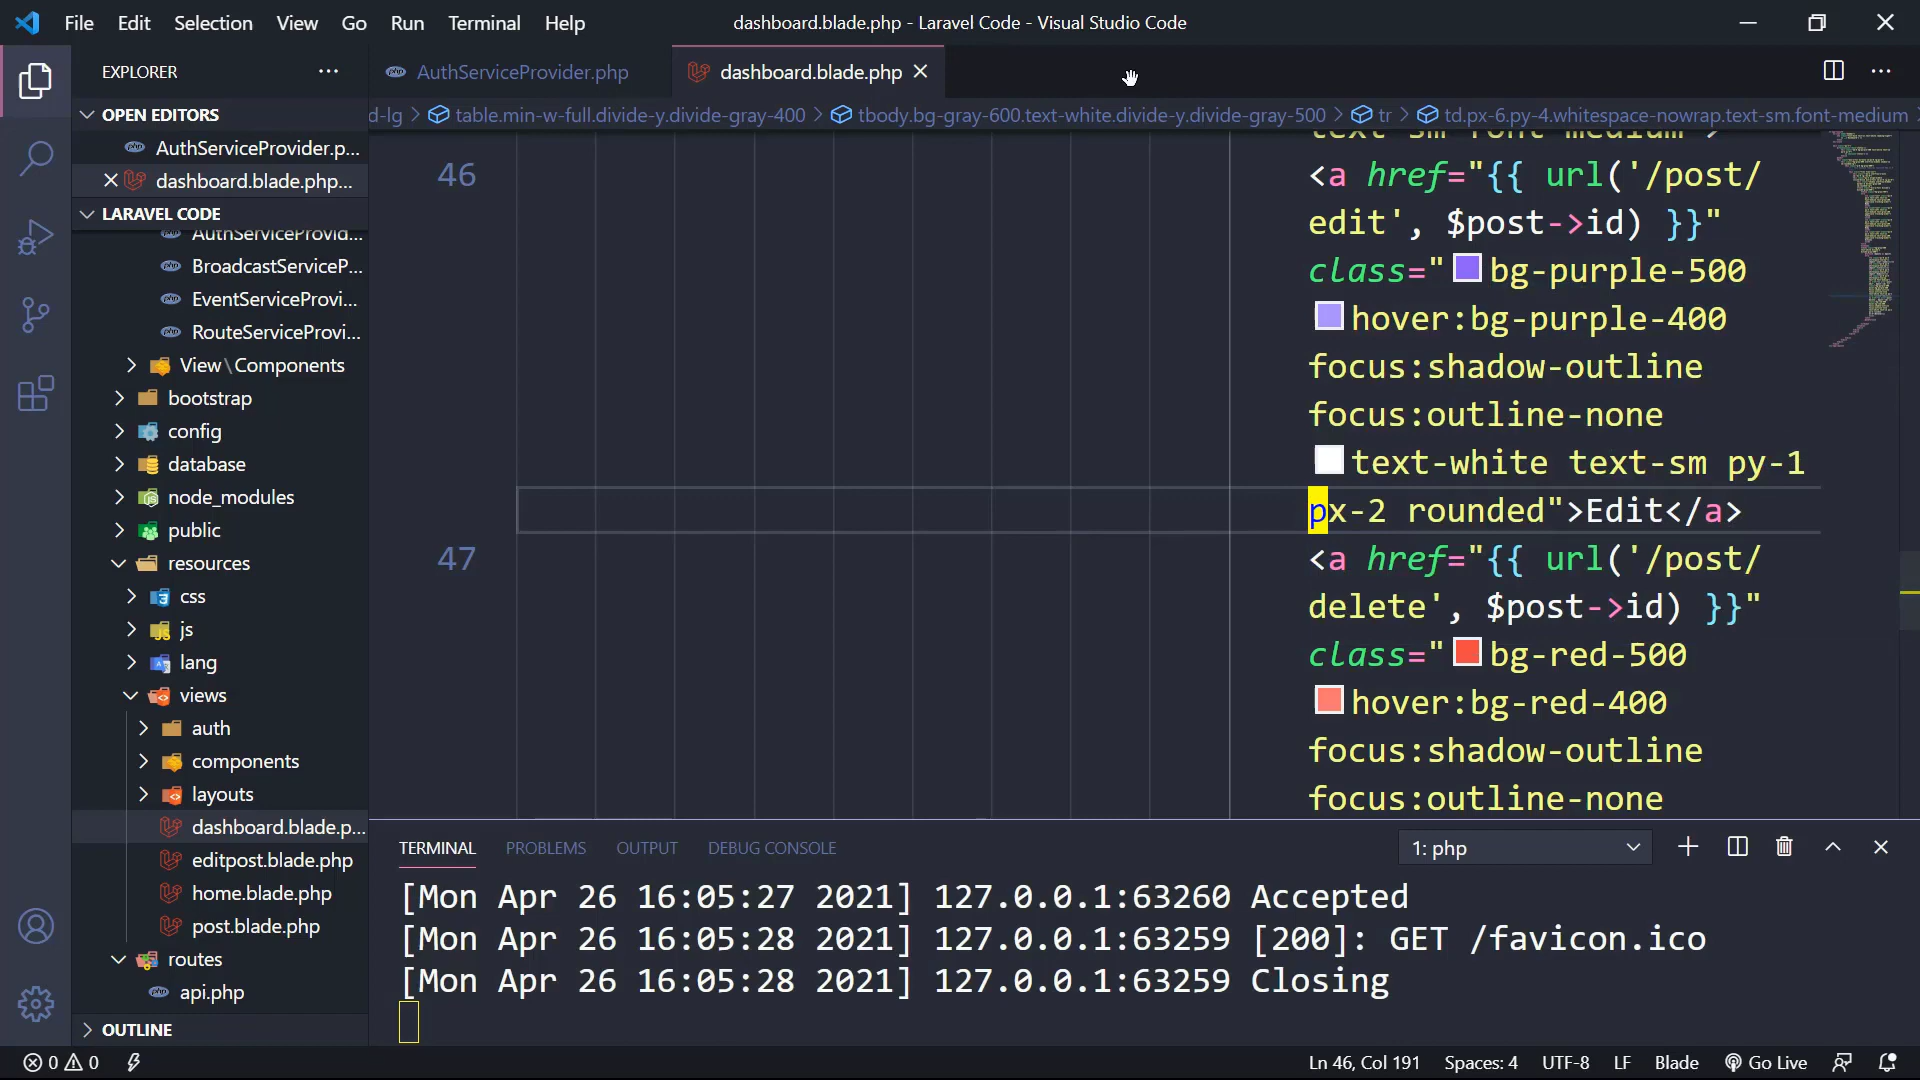 File Edit Selection View Go Run Terminal Help
dashboard.blade.php - Laravel Code - Visual Studio Code
EXPLORER
OPEN EDITORS
AuthServiceProvider.p...
dashboard.blade.php...
LARAVEL CODE
AuthServiceProvid...
BroadcastServiceP...
EventServiceProvi...
RouteServiceProvi...
View\Components
bootstrap
config
database
node_modules
public
resources
css
js
lang
views
auth
components
layouts
dashboard.blade.p...
editpost.blade.php
home.blade.php
post.blade.php
routes
api.php
OUTLINE
AuthServiceProvider.php
dashboard.blade.php
d-lg > table.min-w-full.divide-y.divide-gray-400 > tbody.bg-gray-600.text-white.divide-y.divide-gray-500 > tr > td.px-6.py-4.whitespace-nowrap.text-sm.font-medium >
text-sm font-medium">
46 <a href="{{ url('/post/
edit', $post->id) }}"
class="bg-purple-500
hover:bg-purple-400
focus:shadow-outline
focus:outline-none
text-white text-sm py-1
px-2 rounded">Edit</a>
47 <a href="{{ url('/post/
delete', $post->id) }}"
class="bg-red-500
hover:bg-red-400
focus:shadow-outline
focus:outline-none
TERMINAL PROBLEMS OUTPUT DEBUG CONSOLE
1: php
[Mon Apr 26 16:05:27 2021] 127.0.0.1:63260 Accepted
[Mon Apr 26 16:05:28 2021] 127.0.0.1:63259 [200]: GET /favicon.ico
[Mon Apr 26 16:05:28 2021] 127.0.0.1:63259 Closing
0 0
Ln 46, Col 191 Spaces: 4 UTF-8 LF Blade Go Live